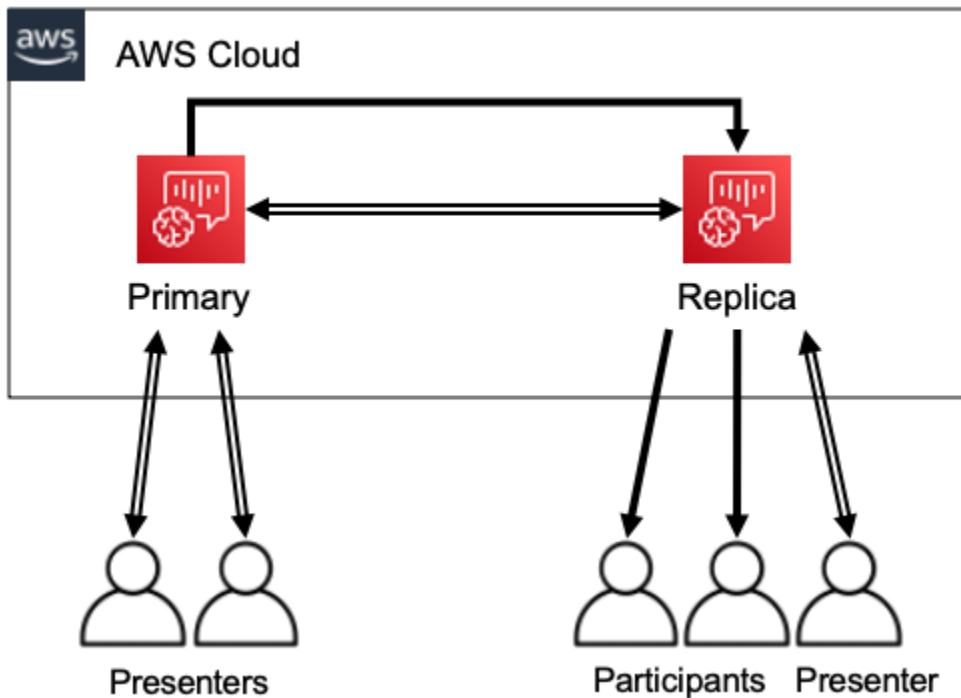 aws
AWS Cloud
Primary
Replica
Presenters
Participants
Presenter